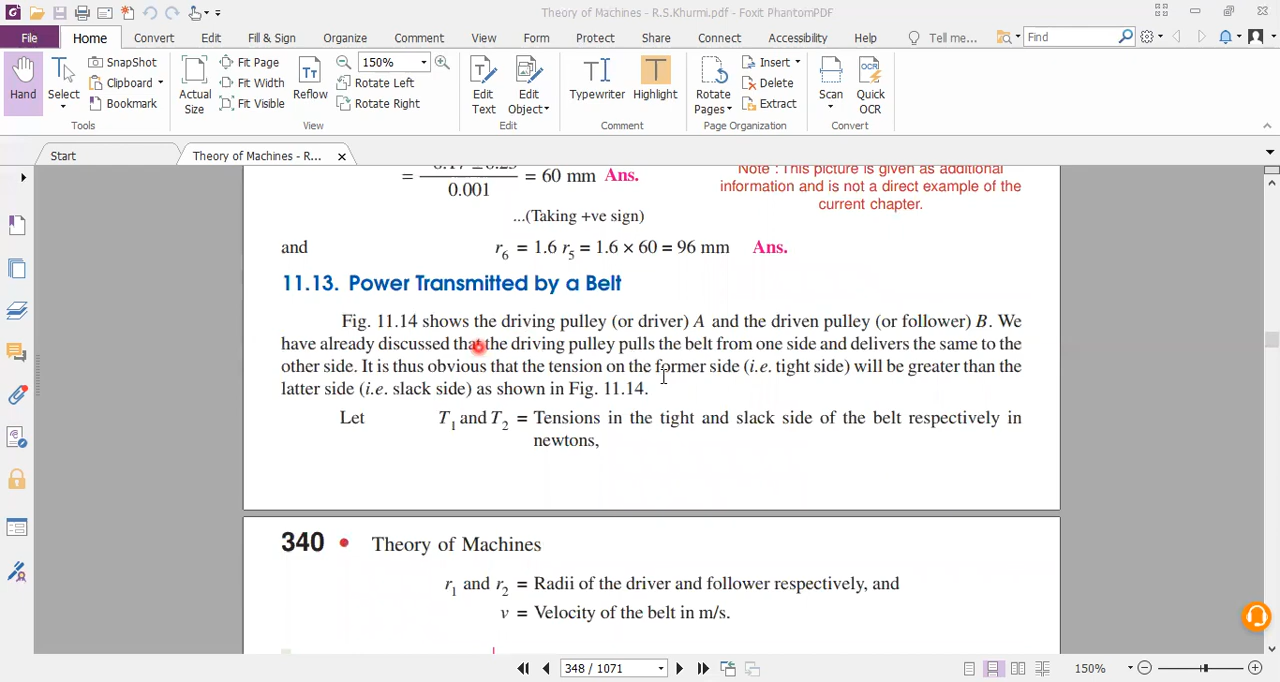 Theory of Machines - R.S.Khurmi.pdf - Foxit PhantomPDF
File Home Convert Edit Fill & Sign Organize Comment View Form Protect Share Connect Accessibility Help Tell me... Find
Hand
Select
SnapShot
Clipboard
Bookmark
Tools
Actual Size
Fit Page
Fit Width
Fit Visible
Reflow
150%
Rotate Left
Rotate Right
View
Edit Text
Edit Object
Edit
Typewriter
Highlight
Comment
Rotate Pages
Insert
Delete
Extract
Page Organization
Scan
Quick OCR
Convert
Start Theory of Machines - R...
= 0.001 = 60 mm Ans.
Note : This picture is given as additional
information and is not a direct example of the
current chapter.
...(Taking +ve sign)
and r6 = 1.6 r5 = 1.6 × 60 = 96 mm Ans.
11.13. Power Transmitted by a Belt
Fig. 11.14 shows the driving pulley (or driver) A and the driven pulley (or follower) B. We
have already discussed that the driving pulley pulls the belt from one side and delivers the same to the
other side. It is thus obvious that the tension on the former side (i.e. tight side) will be greater than the
latter side (i.e. slack side) as shown in Fig. 11.14.
Let T1 and T2 = Tensions in the tight and slack side of the belt respectively in
newtons,
340 • Theory of Machines
r1 and r2 = Radii of the driver and follower respectively, and
v = Velocity of the belt in m/s.
348 / 1071
150%